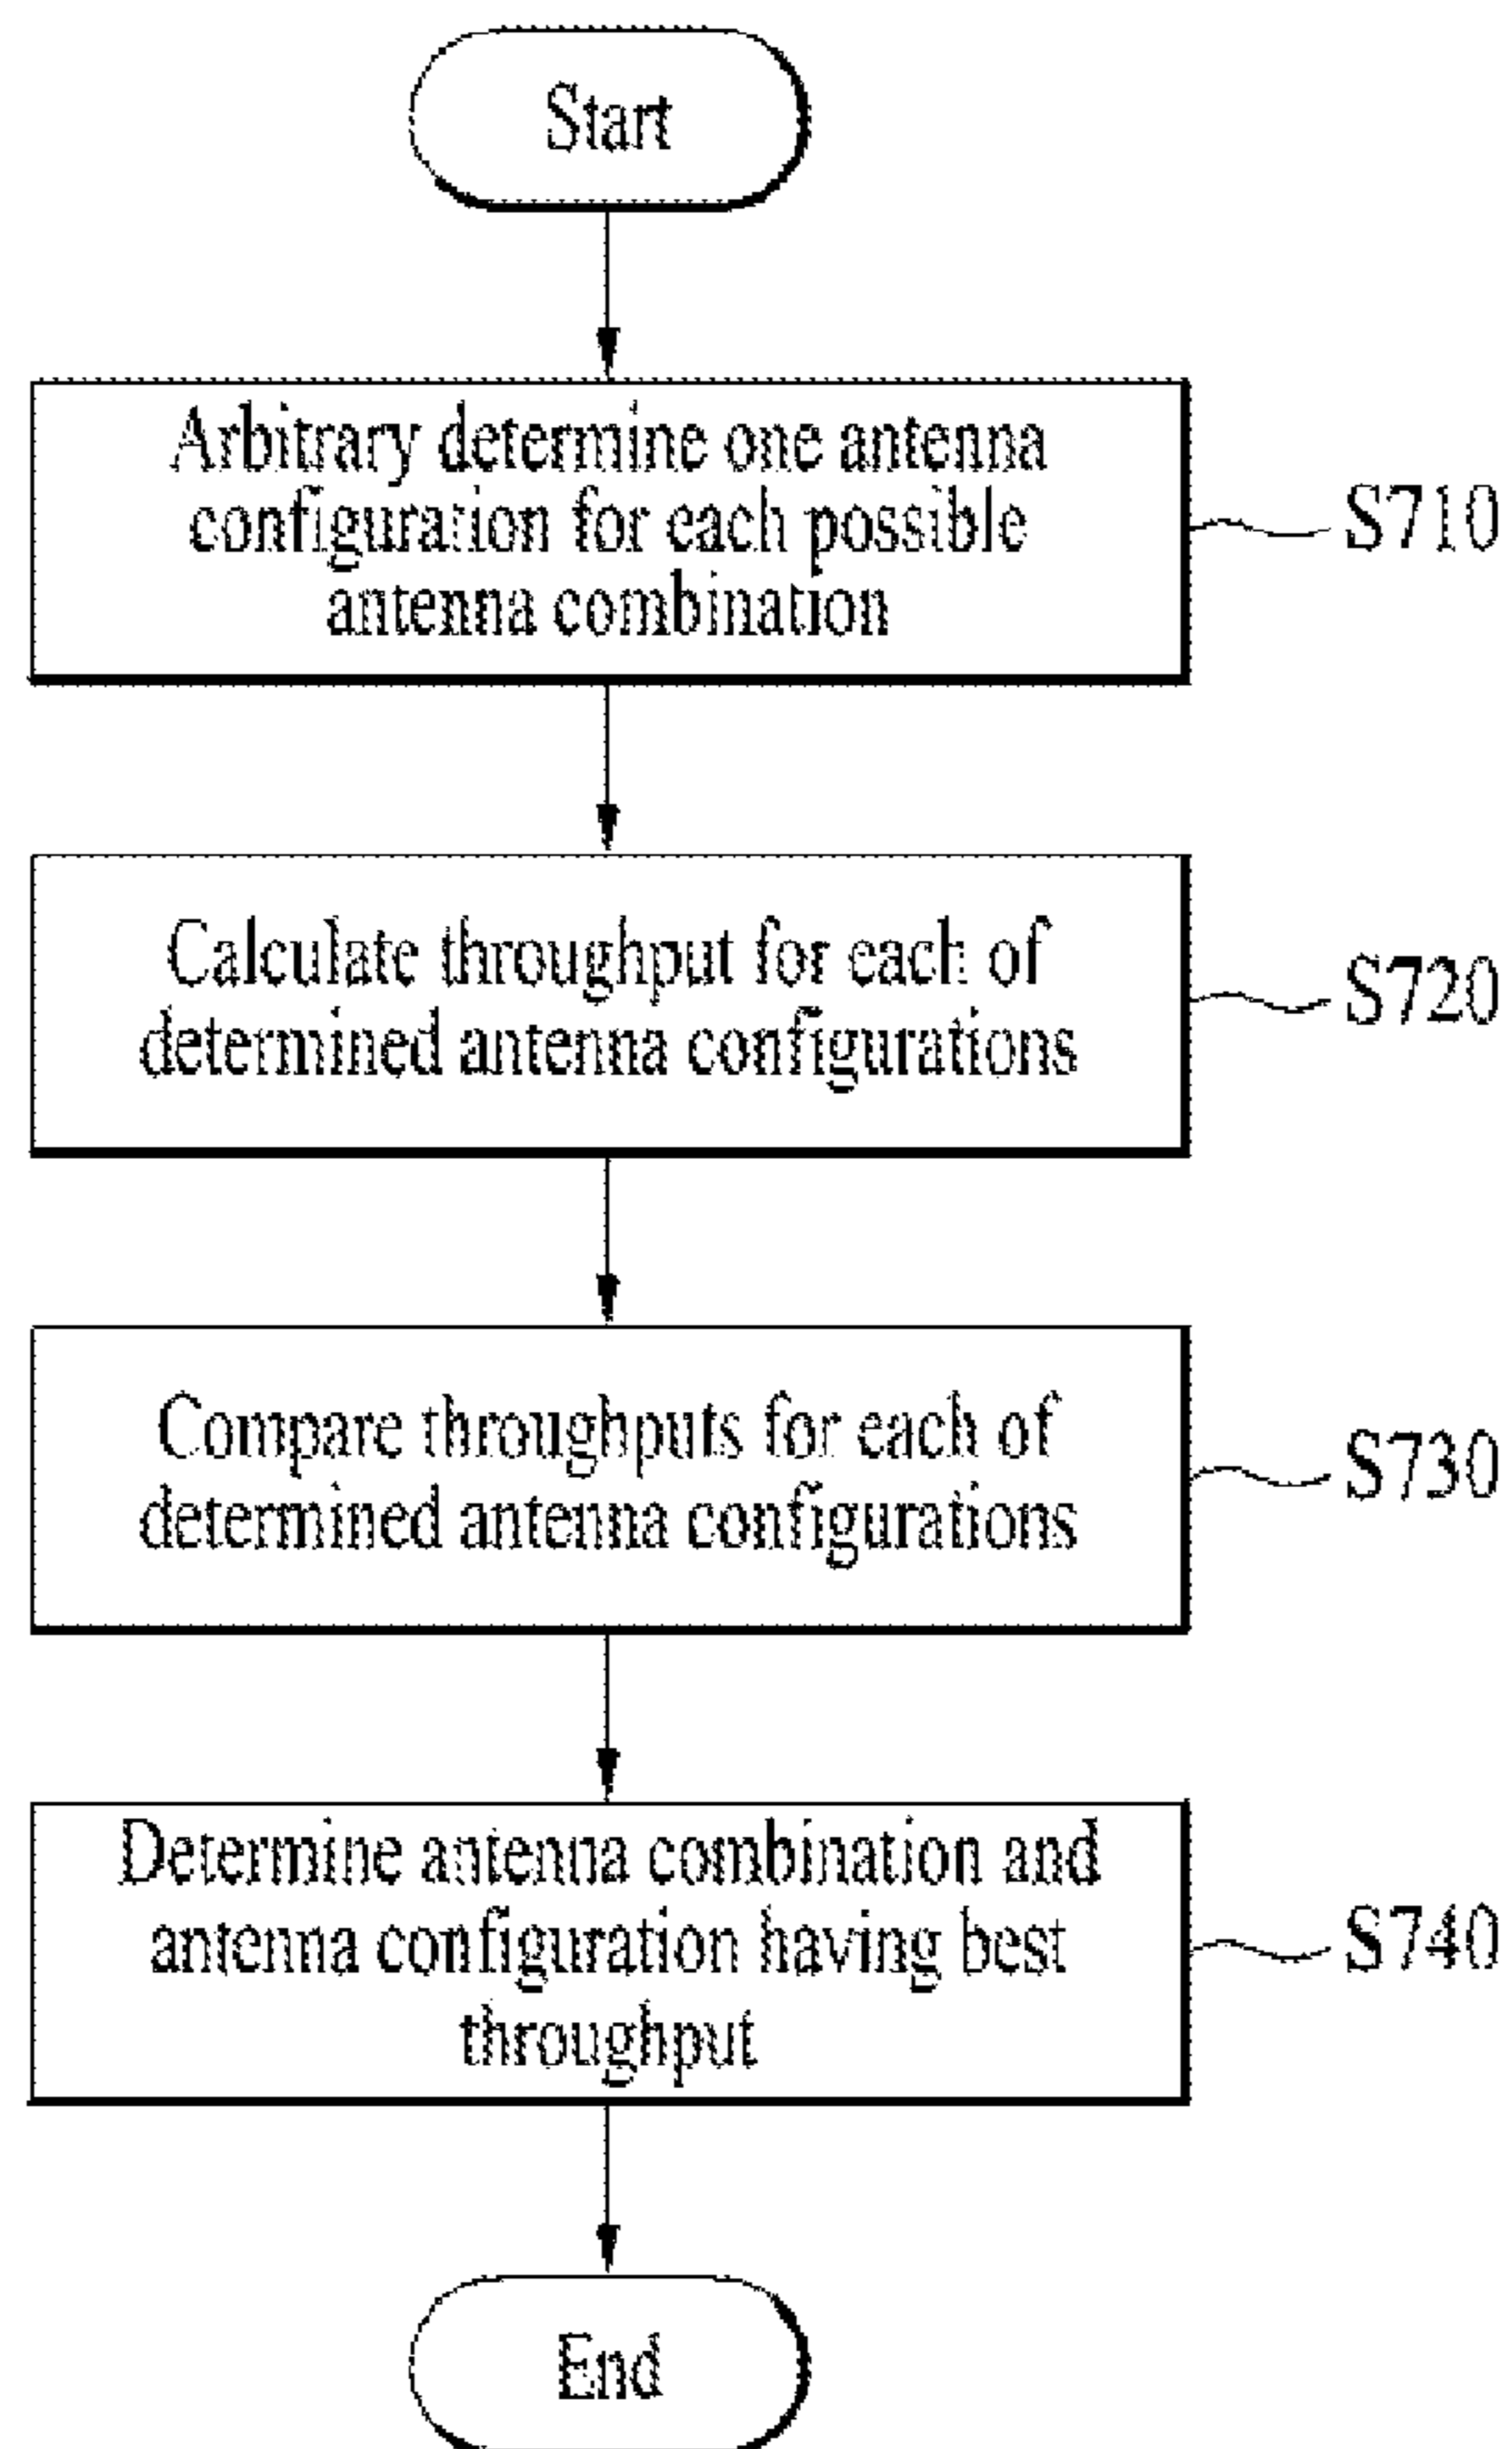 Start
Arbitrary determine one antenna
configuration for each possible
antenna combination
S710
Calculate throughput for each of
determined antenna configurations
S720
Compare throughputs for each of
determined antenna configurations
S730
Determine antenna combination and
antenna configuration having best
throughput
S740
End